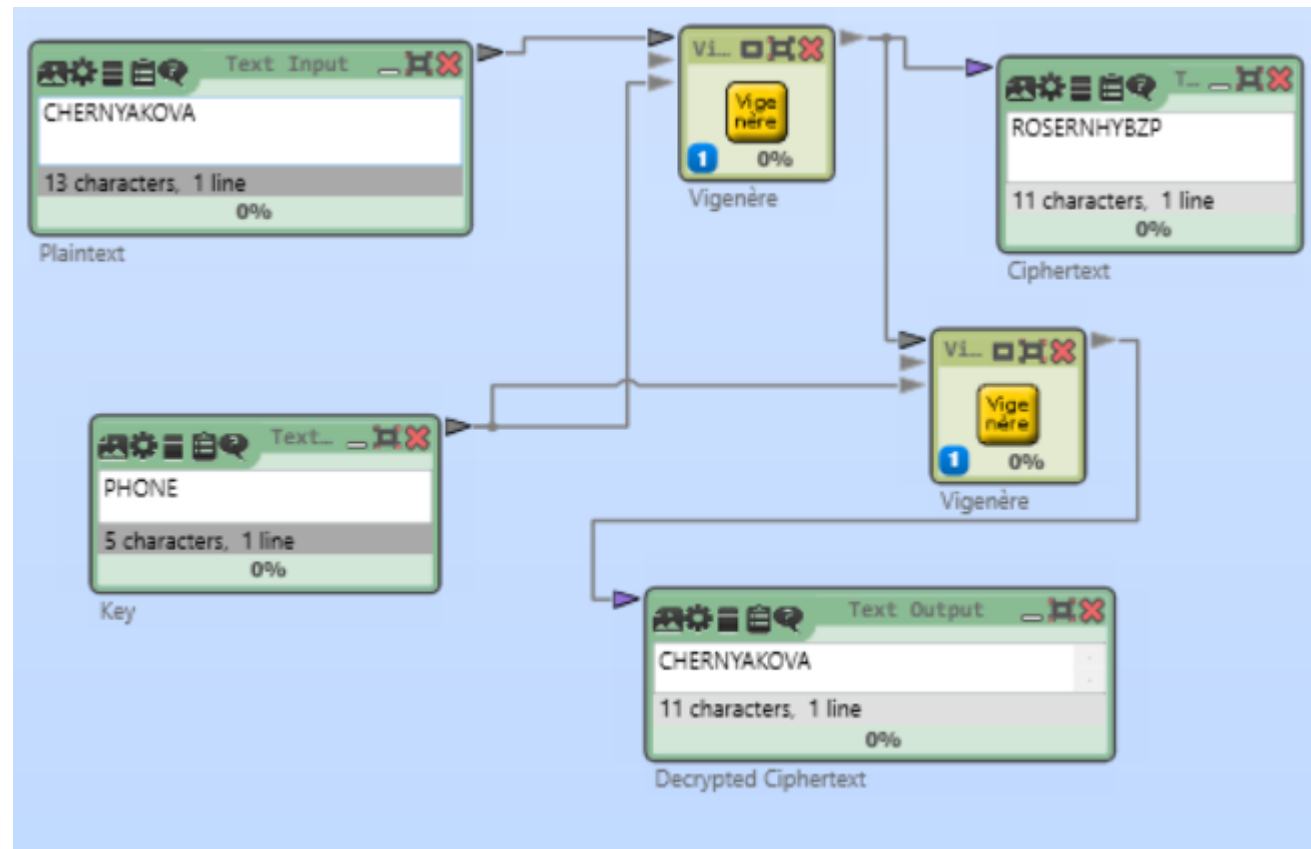 Text Input
CHERNYAKOVA
13 characters, 1 line
0%
Plaintext
Vi...
Vige
nère
1
0%
Vigenère
T...
ROSERNHYBZP
11 characters, 1 line
0%
Ciphertext
Text...
PHONE
5 characters, 1 line
0%
Key
Vi...
Vige
nère
1
0%
Vigenère
Text Output
CHERNYAKOVA
11 characters, 1 line
0%
Decrypted Ciphertext